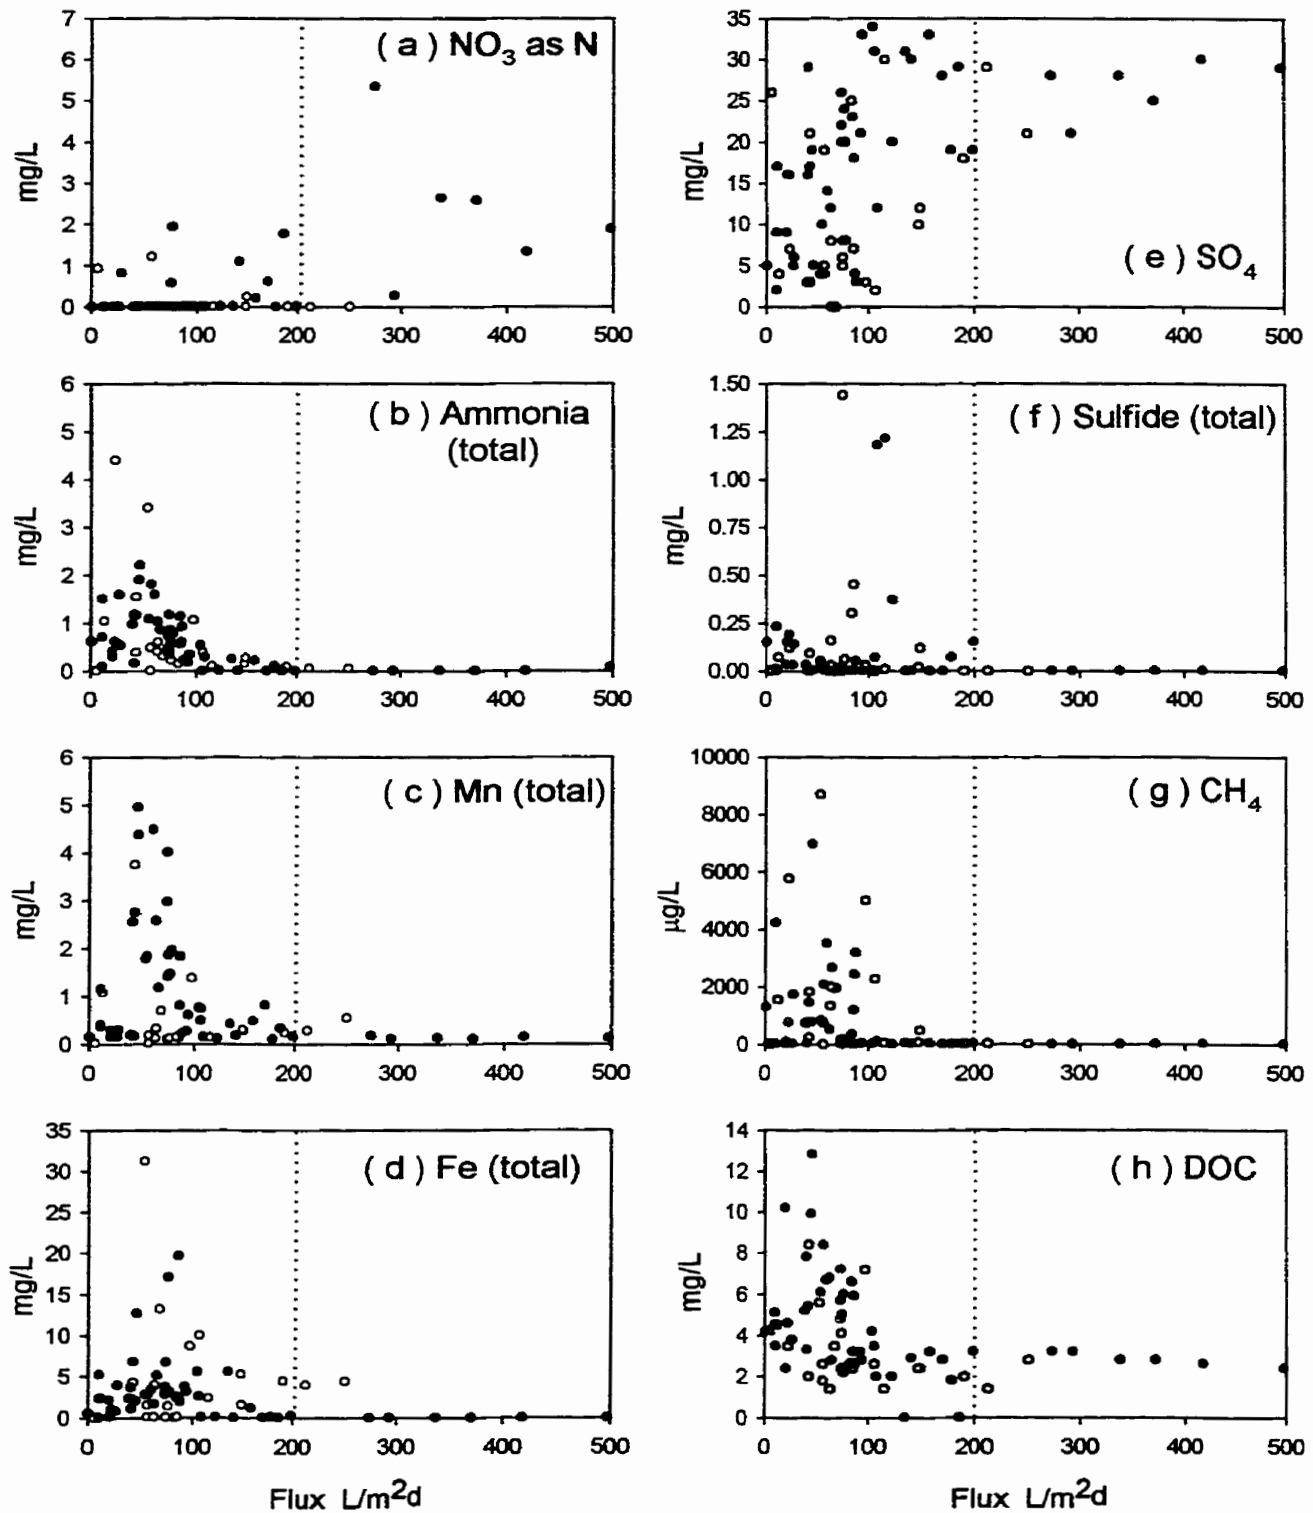 ( a ) NO3 as N
mg/L
7
6
5
4
3
2
1
0
0 100 200 300 400 500
( e ) SO4
mg/L
35
30
25
20
15
10
5
0
0 100 200 300 400 500
( b ) Ammonia
(total)
mg/L
6
5
4
3
2
1
0
0 100 200 300 400 500
( f ) Sulfide (total)
mg/L
1.50
1.25
1.00
0.75
0.50
0.25
0.00
0 100 200 300 400 500
( c ) Mn (total)
mg/L
6
5
4
3
2
1
0
0 100 200 300 400 500
( g ) CH4
µg/L
10000
8000
6000
4000
2000
0
0 100 200 300 400 500
( d ) Fe (total)
mg/L
35
30
25
20
15
10
5
0
0 100 200 300 400 500
Flux L/m2d
( h ) DOC
mg/L
14
12
10
8
6
4
2
0
0 100 200 300 400 500
Flux L/m2d